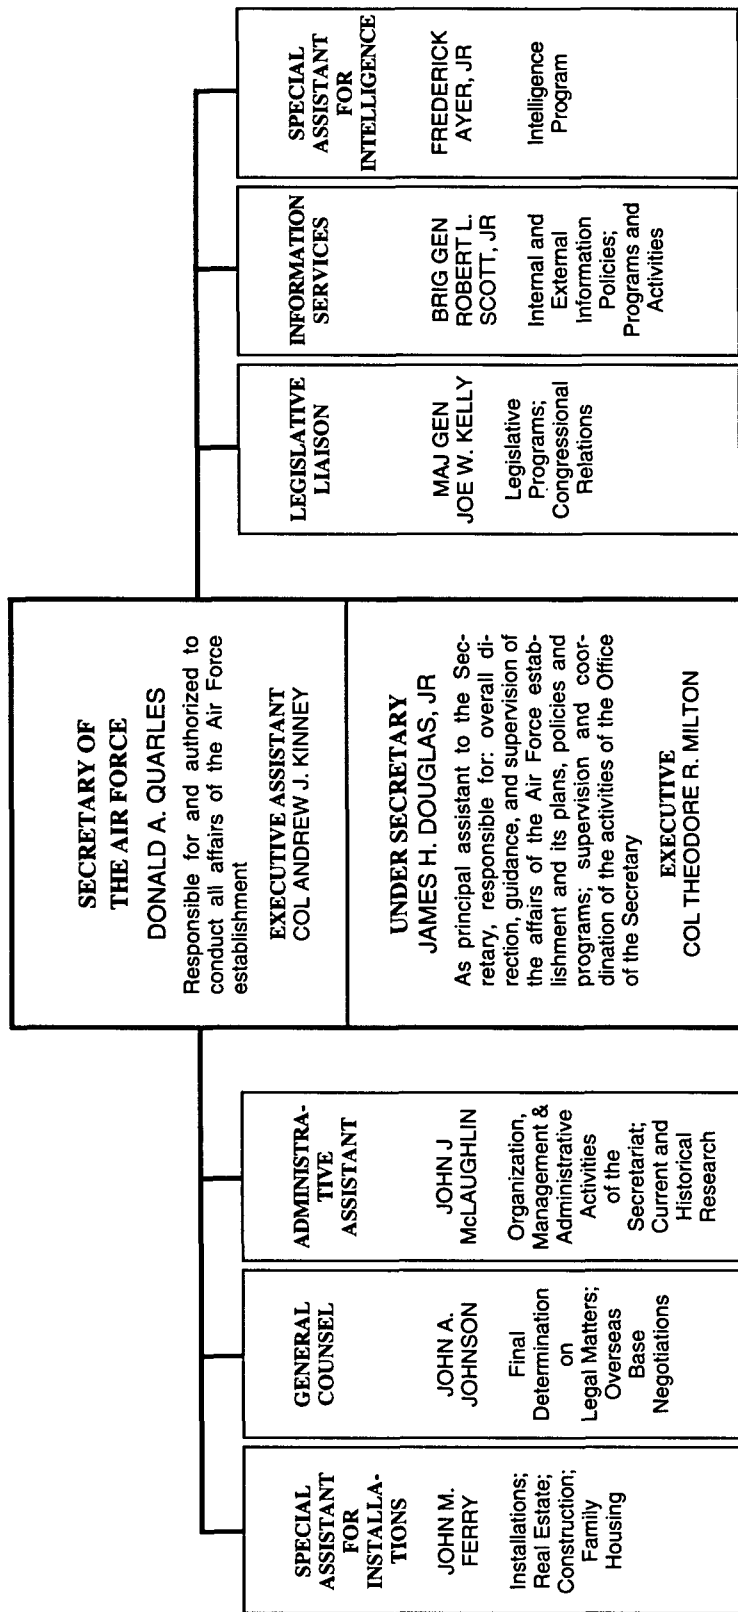 SECRETARY OF
THE AIR FORCE
DONALD A. QUARLES
Responsible for and authorized to
conduct all affairs of the Air Force
establishment
EXECUTIVE ASSISTANT
COL ANDREW J. KINNEY
UNDER SECRETARY
JAMES H. DOUGLAS, JR
As principal assistant to the Sec-
retary, responsible for: overall di-
rection, guidance, and supervision of
the affairs of the Air Force estab-
lishment and its plans, policies and
programs; supervision and coor-
dination of the activities of the Office
of the Secretary
EXECUTIVE
COL THEODORE R. MILTON
SPECIAL
ASSISTANT
FOR
INSTALLA-
TIONS
JOHN M.
FERRY
Installations;
Real Estate;
Construction;
Family
Housing
GENERAL
COUNSEL
JOHN A.
JOHNSON
Final
Determination
on
Legal Matters;
Overseas
Base
Negotiations
ADMINISTRA-
TIVE
ASSISTANT
JOHN J
McLAUGHLIN
Organization,
Management &
Administrative
Activities
of the
Secretariat;
Current and
Historical
Research
LEGISLATIVE
LIAISON
MAJ GEN
JOE W. KELLY
Legislative
Programs;
Congressional
Relations
INFORMATION
SERVICES
BRIG GEN
ROBERT L.
SCOTT, JR
Internal and
External
Information
Policies;
Programs and
Activities
SPECIAL
ASSISTANT
FOR
INTELLIGENCE
FREDERICK
AYER, JR
Intelligence
Program